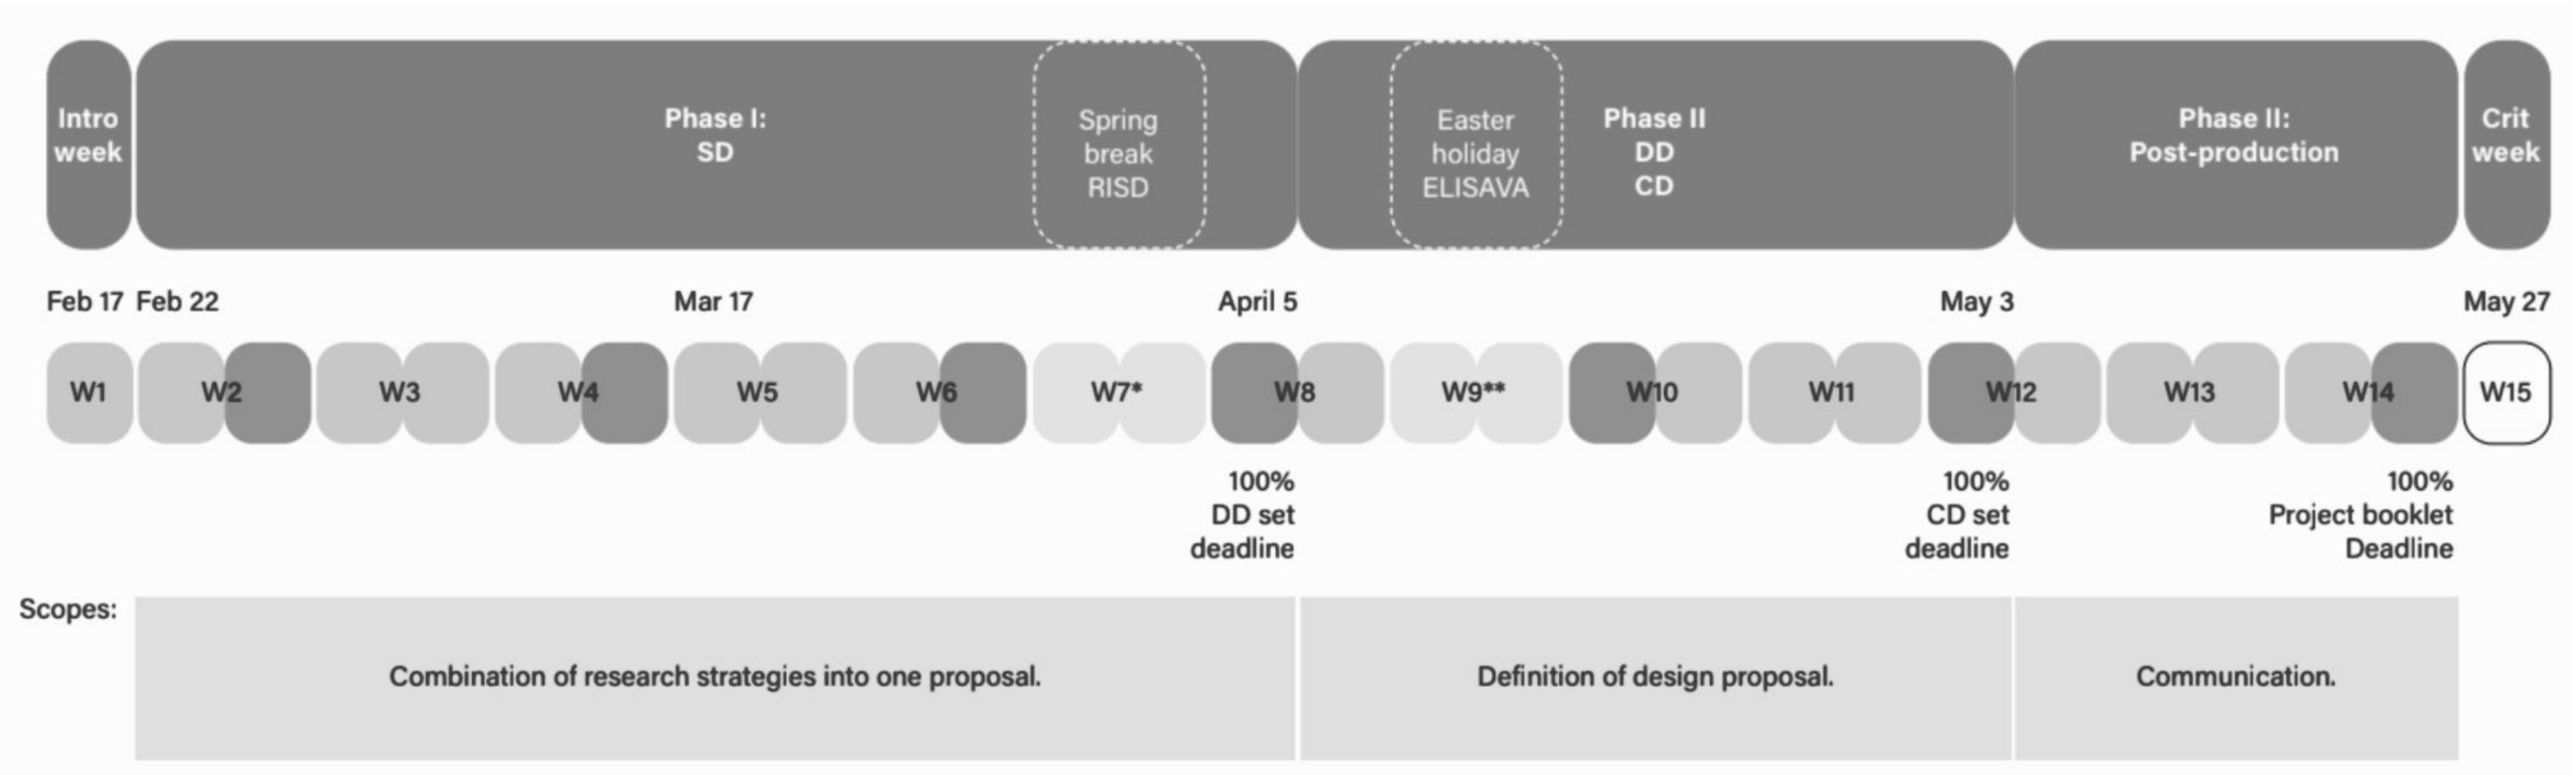 Intro
week
Phase I:
SD
Spring
break
RISD
Easter
holiday
ELISAVA
Phase II
DD
CD
Phase II:
Post-production
Crit
week
Feb 17 Feb 22 Mar 17 April 5 May 3 May 27
W1 W2 W3 W4 W5 W6 W7* W8 W9** W10 W11 W12 W13 W14 W15
100%
DD set
deadline
100%
CD set
deadline
100%
Project booklet
Deadline
Scopes:
Combination of research strategies into one proposal.
Definition of design proposal.
Communication.